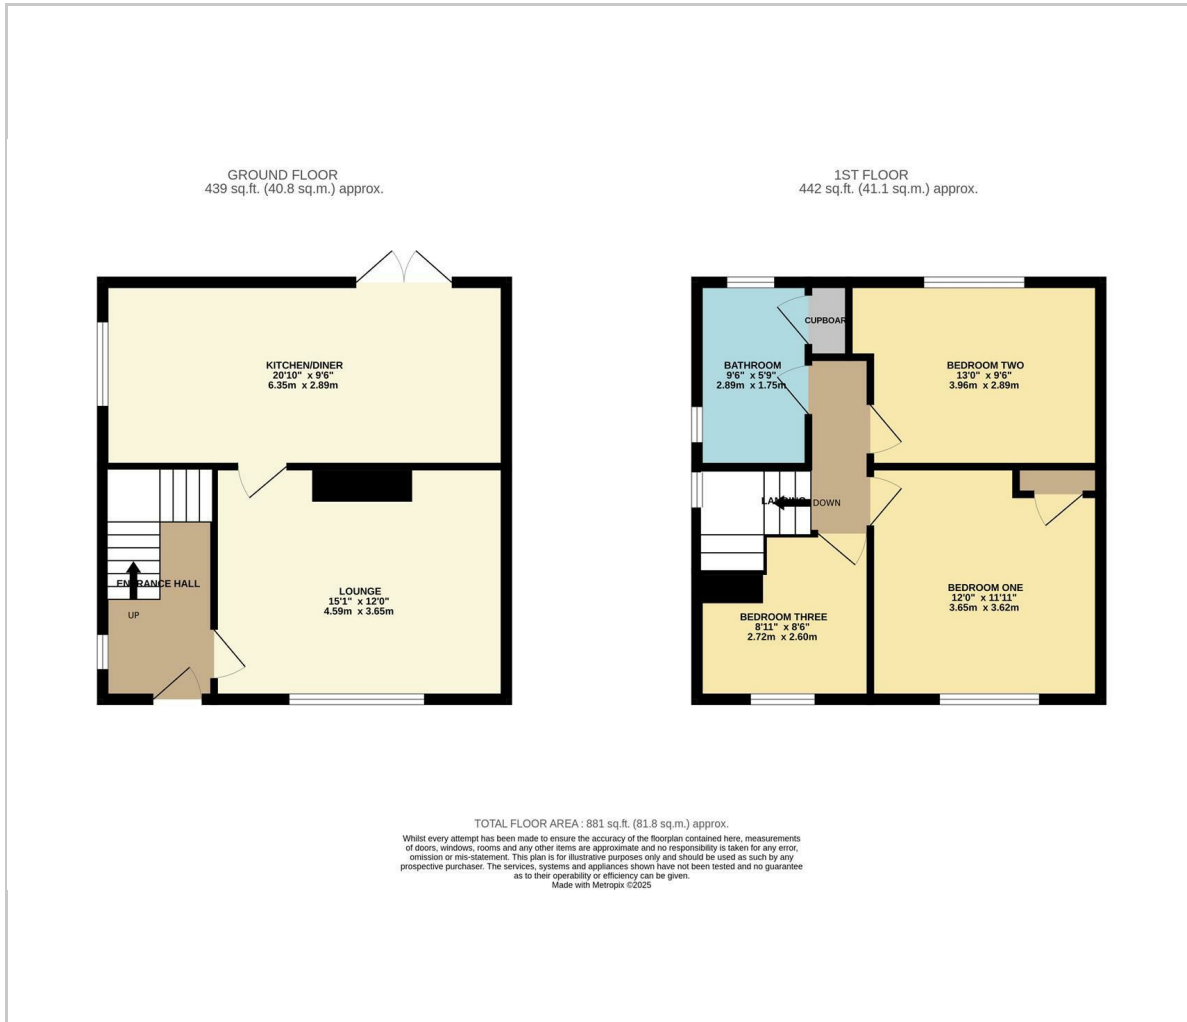 GROUND FLOOR
439 sq.ft. (40.8 sq.m.) approx.
KITCHEN/DINER
20'10" x 9'6"
6.35m x 2.89m
ENTRANCE HALL
UP
LOUNGE
15'1" x 12'0"
4.59m x 3.65m
1ST FLOOR
442 sq.ft. (41.1 sq.m.) approx.
CUPBOAR
BATHROOM
9'6" x 5'9"
2.89m x 1.75m
BEDROOM TWO
13'0" x 9'6"
3.96m x 2.89m
LANDING
DOWN
BEDROOM ONE
12'0" x 11'11"
3.65m x 3.62m
BEDROOM THREE
8'11" x 8'6"
2.72m x 2.60m
TOTAL FLOOR AREA : 881 sq.ft. (81.8 sq.m.) approx.
Whilst every attempt has been made to ensure the accuracy of the floorplan contained here, measurements
of doors, windows, rooms and any other items are approximate and no responsibility is taken for any error,
omission or mis-statement. This plan is for illustrative purposes only and should be used as such by any
prospective purchaser. The services, systems and appliances shown have not been tested and no guarantee
as to their operability or efficiency can be given.
Made with Metropix ©2025